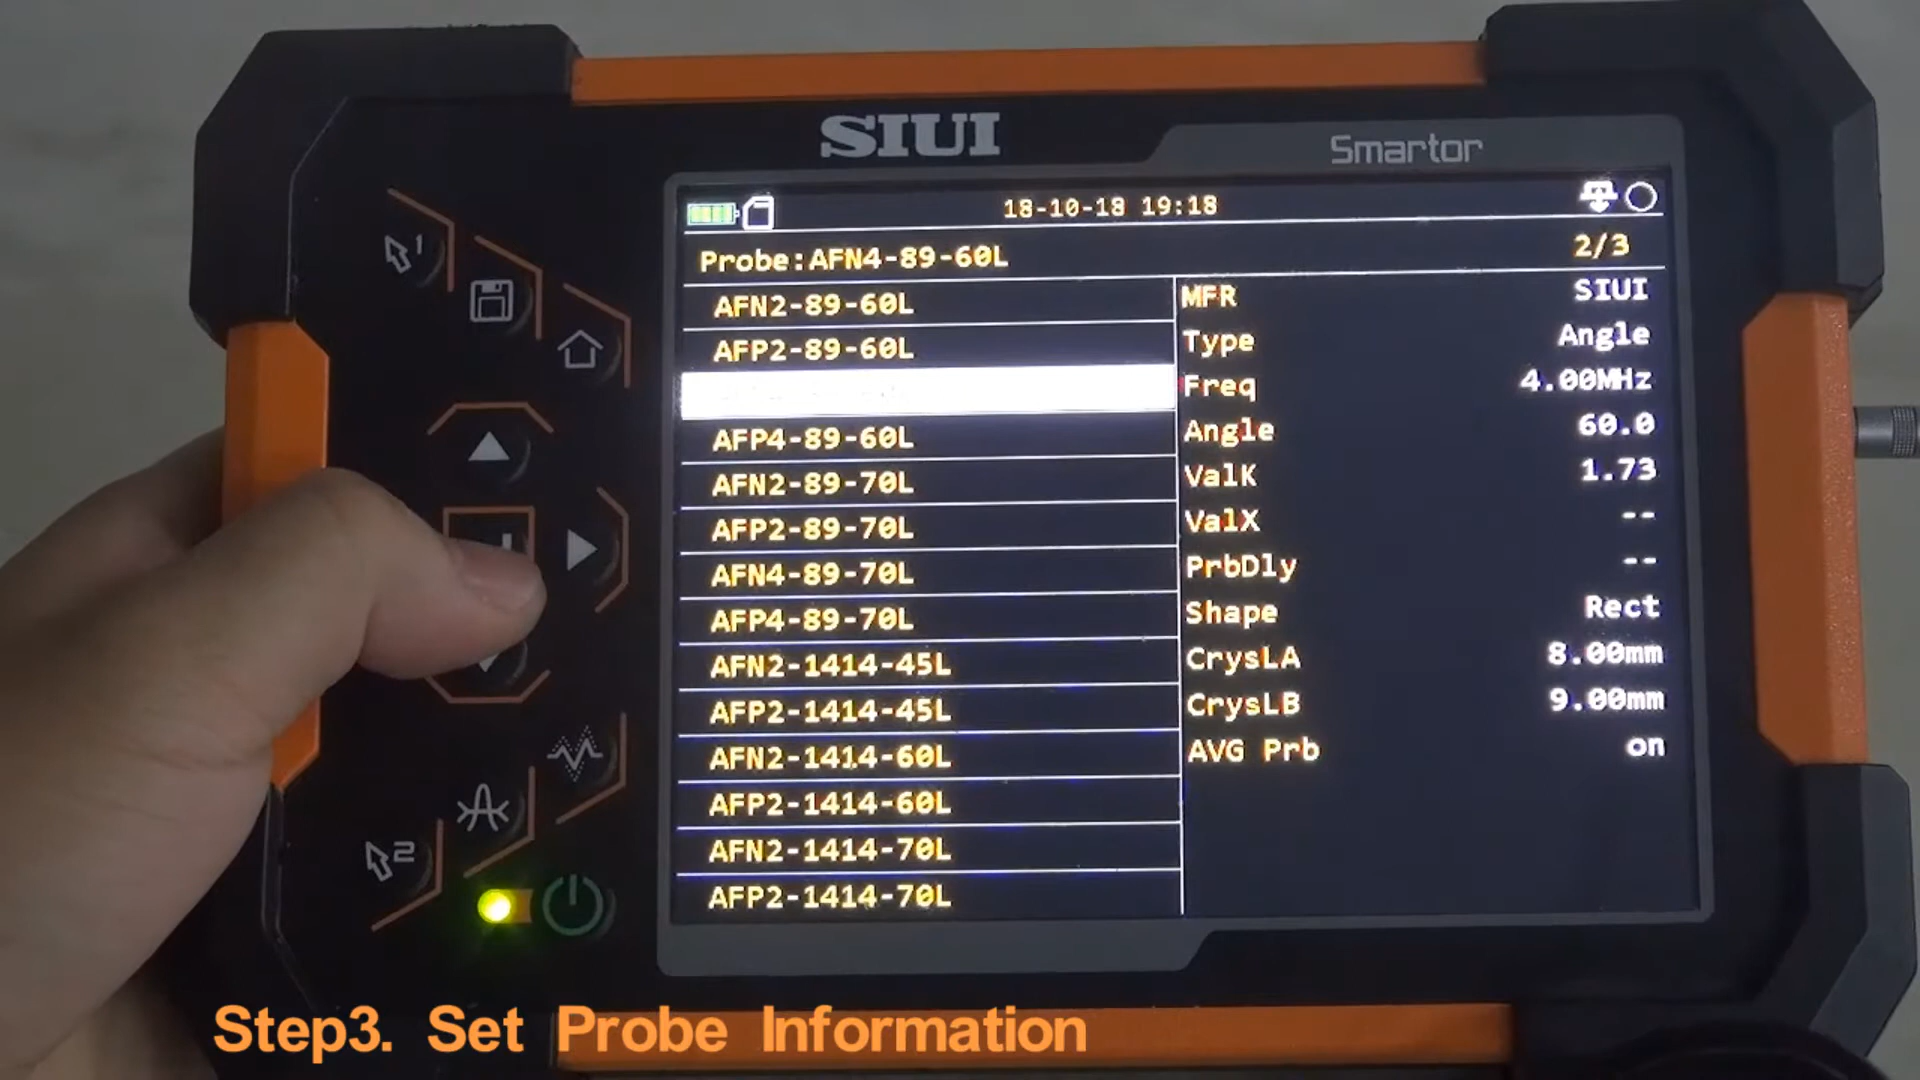 SIUI
Smartor
18-10-18 19:18
Probe:AFN4-89-60L 2/3
AFN2-89-60L
AFP2-89-60L
AFP4-89-60L
AFN2-89-70L
AFP2-89-70L
AFN4-89-70L
AFP4-89-70L
AFN2-1414-45L
AFP2-1414-45L
AFN2-1414-60L
AFP2-1414-60L
AFN2-1414-70L
AFP2-1414-70L
MFR SIUI
Type Angle
Freq 4.00MHz
Angle 60.0
ValK 1.73
ValX --
PrbDly --
Shape Rect
CrysLA 8.00mm
CrysLB 9.00mm
AVG Prb on
1
2
Step3. Set Probe Information